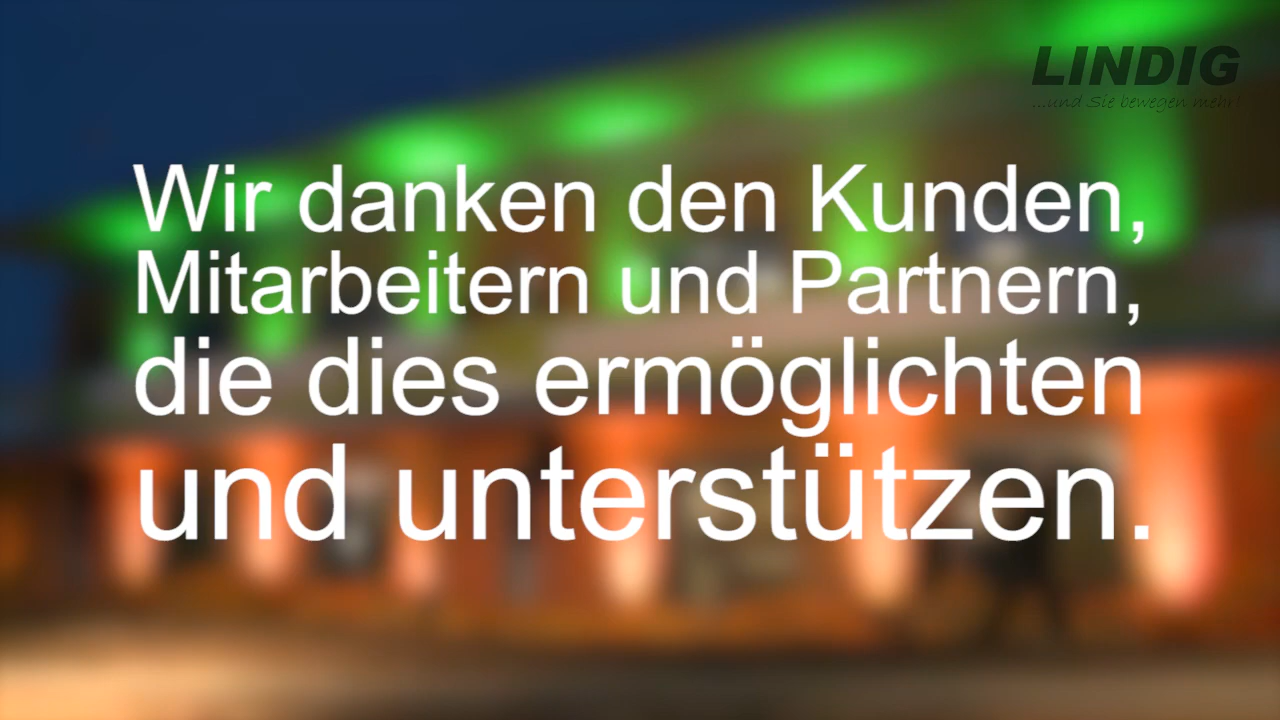 LINDIG
...und Sie bewegen mehr!
Wir danken den Kunden,
Mitarbeitern und Partnern,
die dies ermöglichten
und unterstützen.